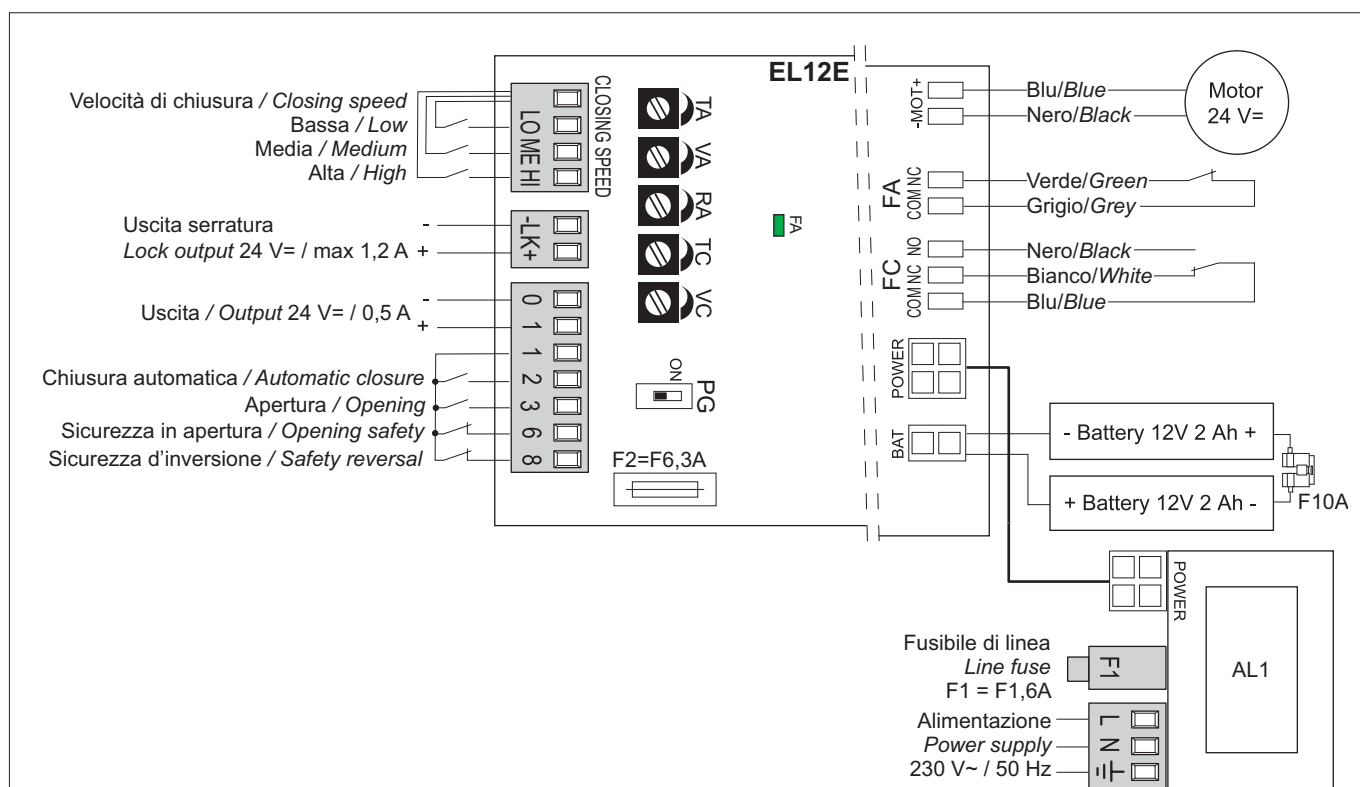 EL12E
Velocità di chiusura / Closing speed
Bassa / Low
Media / Medium
Alta / High
LO ME HI
CLOSING SPEED
Uscita serratura -
Lock output 24 V= / max 1,2 A +
-LK+
Uscita / Output 24 V= / 0,5 A
-
+
0
1
1
Chiusura automatica / Automatic closure
2
Apertura / Opening
3
Sicurezza in apertura / Opening safety
6
Sicurezza d'inversione / Safety reversal
8
TA
VA
RA
TC
VC
FA
ON
PG
F2=F6,3A
-MOT+
Blu/Blue
Nero/Black
Motor
24 V=
FA
COM NC
Verde/Green
Grigio/Grey
FC
COM NC NO
Nero/Black
Bianco/White
Blu/Blue
POWER
BAT
- Battery 12V 2 Ah +
+ Battery 12V 2 Ah -
F10A
POWER
AL1
Fusibile di linea
Line fuse
F1 = F1,6A
F1
Alimentazione
Power supply
230 V~ / 50 Hz
L
N